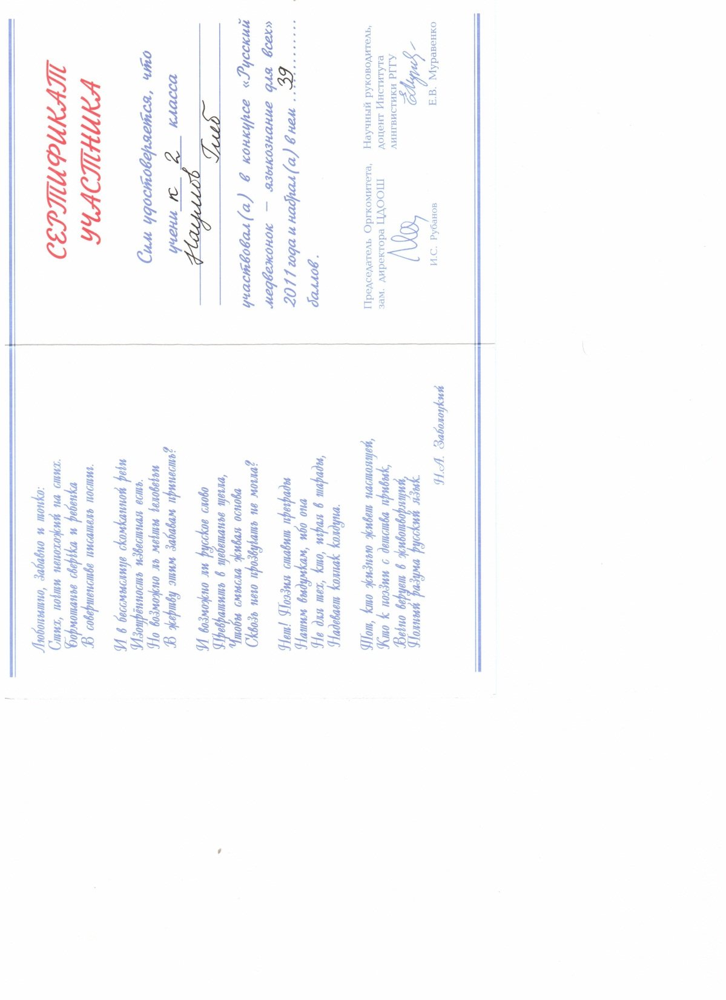 Любопытно, забавно и тонко:
Стих, почти непохожий на стих.
Бормотанье сверчка и ребенка
В совершенстве писатель постиг.
И в бессмыслице скомканной речи
Изощрённость известная есть.
Но возможно ль мечты человечьи
В жертву этим забавам принесть?
И возможно ли русское слово
Превратить в щебетанье щегла,
Чтобы смысла живая основа
Сквозь него прозвучать не могла?
Нет! Поэзия ставит преграды
Нашим выдумкам, ибо она
Не для тех, кто, играя в шарады,
Надевает колпак колдуна.
Тот, кто жизнью живет настоящей,
Кто к поэзии с детства привык,
Вечно верует в животворящий,
Полный разума русский язык.
Н.А. Заболоцкий
СЕРТИФИКАТ
УЧАСТНИКА
Сим удостоверяется, что
учени к 2 класса
Наумов Глеб
участвовал(а) в конкурсе «Русский
медвежонок – языкознание для всех»
2011 года и набрал(а) в нем ....39............
баллов.
Председатель Оргкомитета,
зам. директора ЦДООШ
И.С. Рубанов
Научный руководитель,
доцент Института
лингвистики РГГУ
Е.В. Муравенко